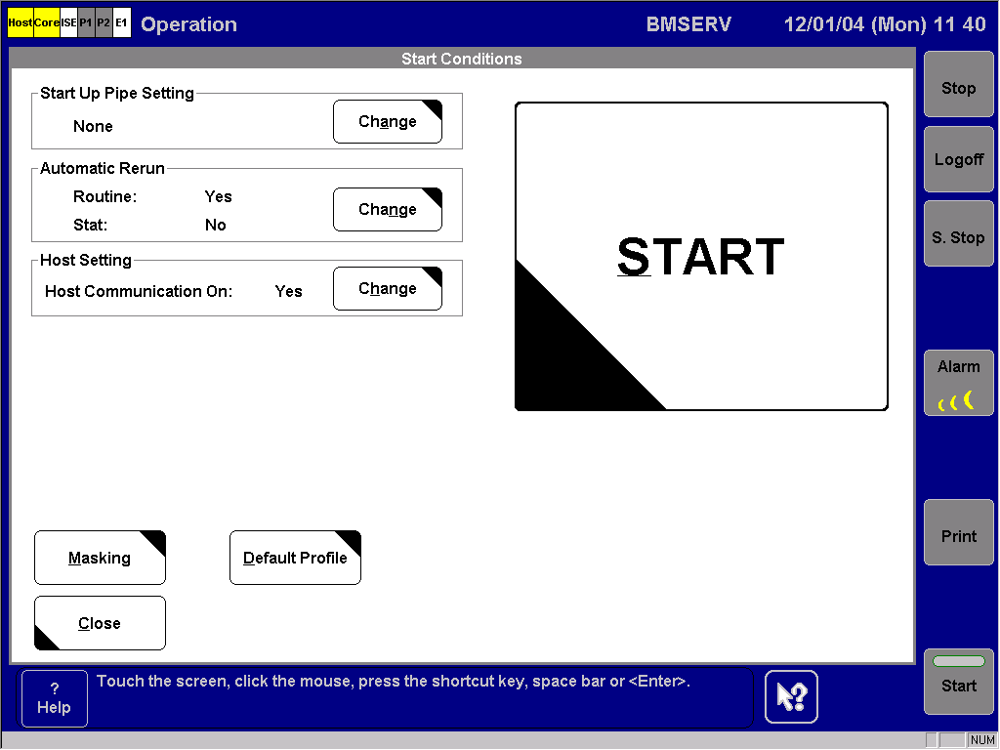 Host Core ISE P1 P2 E1 Operation BMSERV 12/01/04 (Mon) 11 40
Start Conditions
Start Up Pipe Setting
None Change
Automatic Rerun
Routine: Yes
Change
Stat: No
Host Setting
Host Communication On: Yes Change
START
Masking Default Profile
Close
Stop
Logoff
S. Stop
Alarm
Print
Start
? Help
Touch the screen, click the mouse, press the shortcut key, space bar or <Enter>.
?
NUM